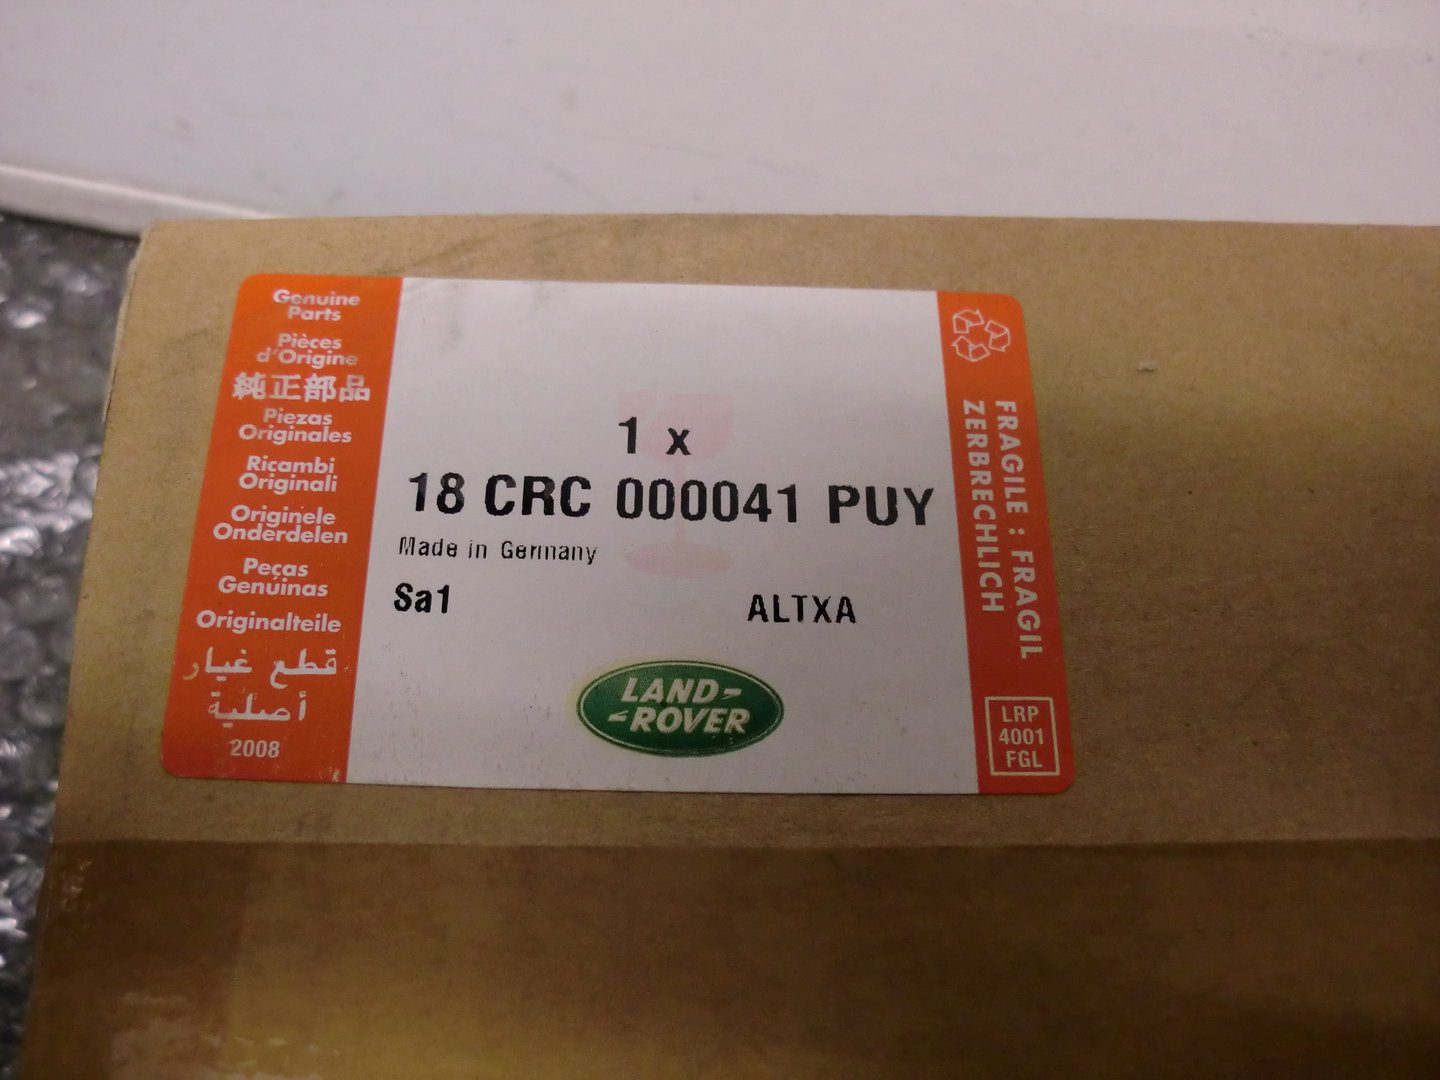 Genuine
Parts
Pièces
d'Origine
純正部品
Piezas
Originales
Ricambi
Originali
Originele
Onderdelen
Peças
Genúinas
Originalteile
قطع غيار
أصلية
2008
1 x
18 CRC 000041 PUY
Made in Germany
Sa1 ALTXA
LAND-
-ROVER
FRAGILE : FRAGIL
ZERBRECHLICH
LRP
4001
FGL